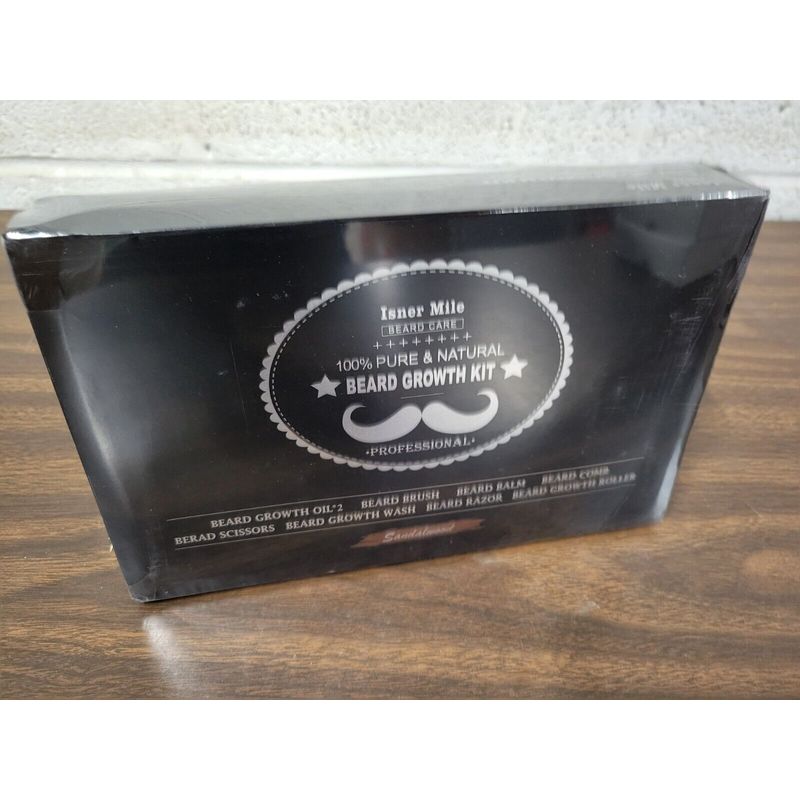 Isner Mile
BEARD CARE
100% PURE & NATURAL
BEARD GROWTH KIT
·PROFESSIONAL·
BEARD GROWTH OIL*2 BEARD BRUSH BEARD BALM BEARD COMB
BERAD SCISSORS BEARD GROWTH WASH BEARD RAZOR BEARD GROWTH ROLLER
Sandalwood